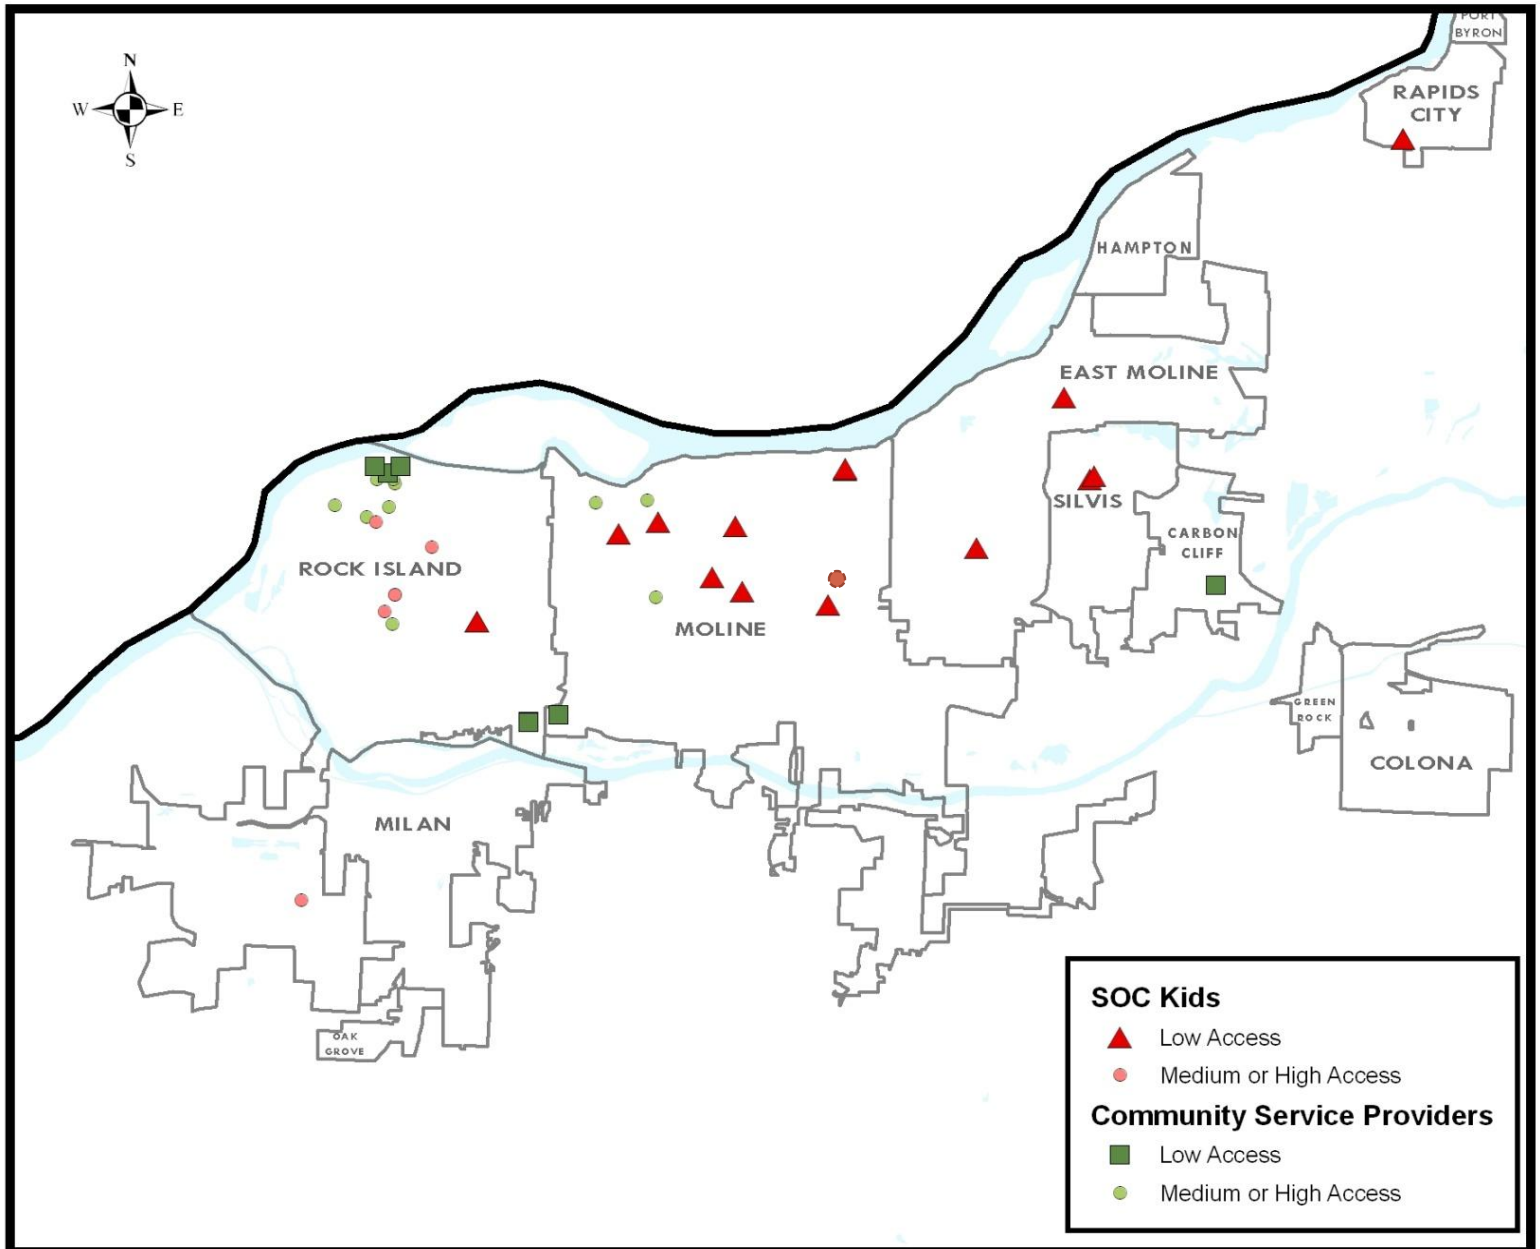 PORT
BYRON
RAPIDS
CITY
N
W E
S
HAMPTON
EAST MOLINE
SILVIS
CARBON
CLIFF
ROCK ISLAND
MOLINE
GREEN
ROCK
COLONA
MILAN
OAK
GROVE
SOC Kids
Low Access
Medium or High Access
Community Service Providers
Low Access
Medium or High Access